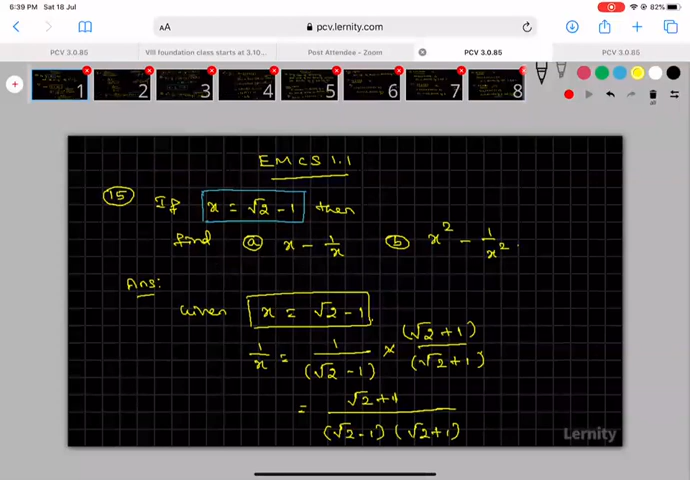 6:39 PM Sat 18 Jul
82%
AA
pcv.lernity.com
PCV 3.0.85
VIII foundation class starts at 3.10...
Post Attendee - Zoom
PCV 3.0.85
PCV 3.0.85
1 2 3 4 5 6 7 8
all
EMCS 1.1
15 If x = √2 - 1 then
find a x - 1/x b x² - 1/x² .
Ans:
Given x = √2 - 1
1/x = 1/(√2 - 1) × (√2 + 1)/(√2 + 1)
= √2 + 1/(√2 - 1) (√2 + 1)
Lernity